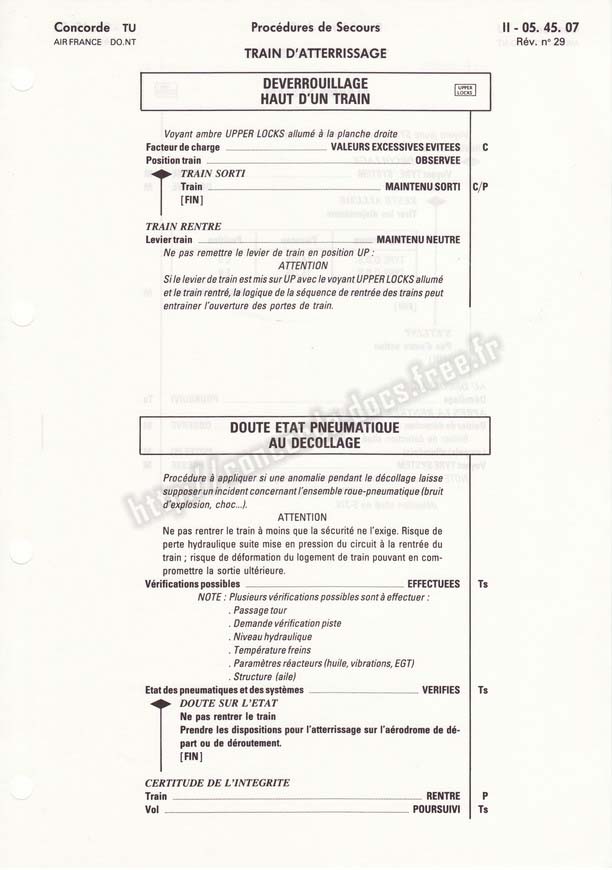 Concorde TU
AIR FRANCE DO.NT
Procédures de Secours
II - 05. 45. 07
Rév. n° 29
TRAIN D'ATTERRISSAGE
DEVERROUILLAGE
HAUT D'UN TRAIN
UPPER
LOCKS
Voyant ambre UPPER LOCKS allumé à la planche droite
Facteur de charge VALEURS EXCESSIVES EVITEES C
Position train OBSERVEE
TRAIN SORTI
Train MAINTENU SORTI C/P
[FIN]
TRAIN RENTRE
Levier train MAINTENU NEUTRE
Ne pas remettre le levier de train en position UP :
ATTENTION
Si le levier de train est mis sur UP avec le voyant UPPER LOCKS allumé
et le train rentré, la logique de la séquence de rentrée des trains peut
entrainer l'ouverture des portes de train.
http://concorde.docs.free.fr
DOUTE ETAT PNEUMATIQUE
AU DECOLLAGE
Procédure à appliquer si une anomalie pendant le décollage laisse
supposer un incident concernant l'ensemble roue-pneumatique (bruit
d'explosion, choc...).
ATTENTION
Ne pas rentrer le train à moins que la sécurité ne l'exige. Risque de
perte hydraulique suite mise en pression du circuit à la rentrée du
train ; risque de déformation du logement de train pouvant en com-
promettre la sortie ultérieure.
Vérifications possibles EFFECTUEES Ts
NOTE : Plusieurs vérifications possibles sont à effectuer :
. Passage tour
. Demande vérification piste
. Niveau hydraulique
. Température freins
. Paramètres réacteurs (huile, vibrations, EGT)
. Structure (aile)
Etat des pneumatiques et des systèmes VERIFIES Ts
DOUTE SUR L'ETAT
Ne pas rentrer le train
Prendre les dispositions pour l'atterrissage sur l'aérodrome de dé-
part ou de déroutement.
[FIN]
CERTITUDE DE L'INTEGRITE
Train RENTRE P
Vol POURSUIVI Ts